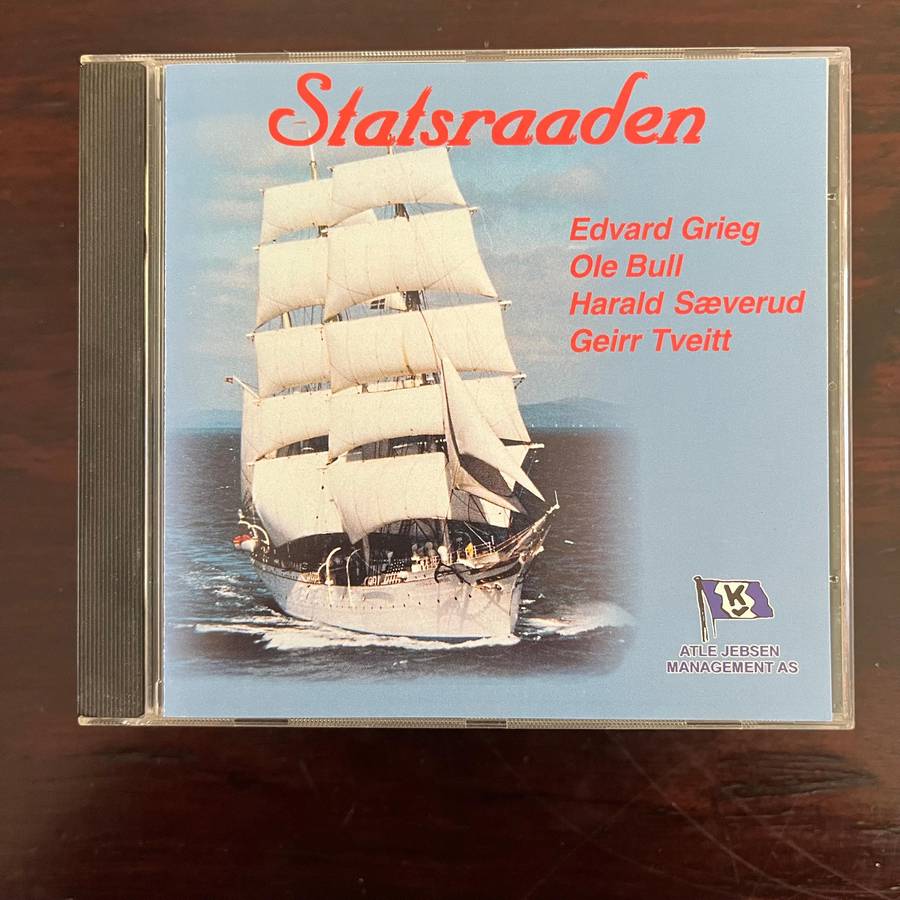 Statsraaden
Edvard Grieg
Ole Bull
Harald Sæverud
Geirr Tveitt
K
ATLE JEBSEN
MANAGEMENT AS